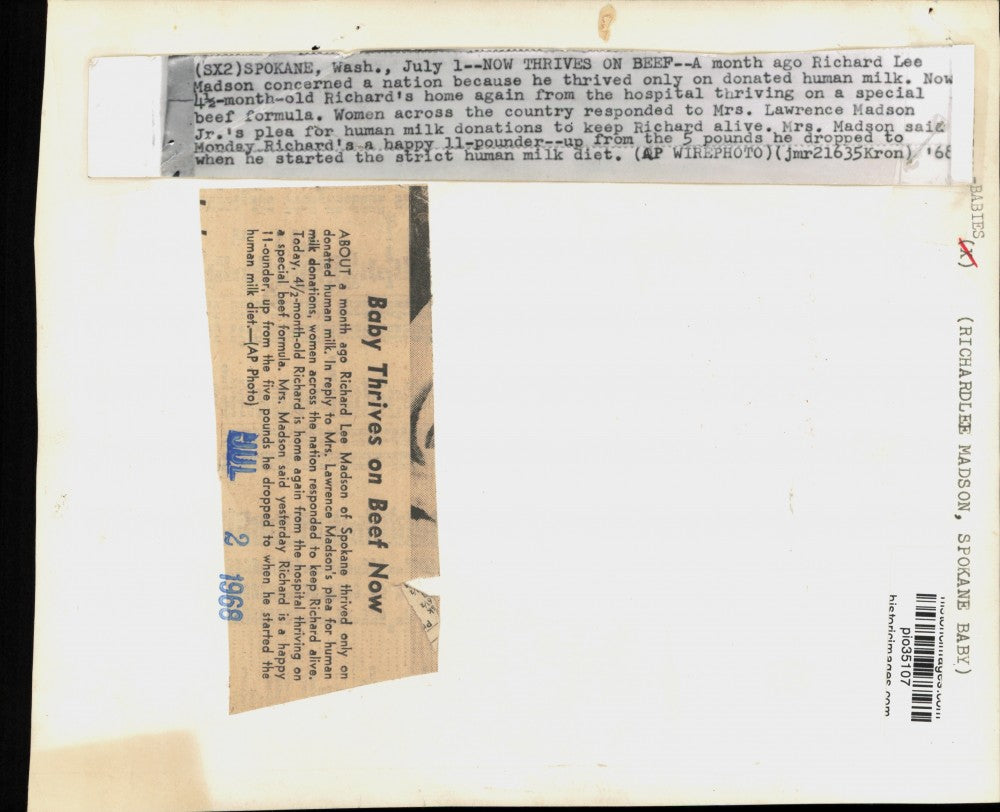 (SX2)SPOKANE, Wash., July 1--NOW THRIVES ON BEEF--A month ago Richard Lee
Madson concerned a nation because he thrived only on donated human milk. Now
4½-month-old Richard's home again from the hospital thriving on a special
beef formula. Women across the country responded to Mrs. Lawrence Madson
Jr.'s plea for human milk donations to keep Richard alive. Mrs. Madson said
Monday Richard's a happy 11-pounder--up from the 5 pounds he dropped to
when he started the strict human milk diet. (AP WIREPHOTO)(jmr21635Kron) '68
Baby Thrives on Beef Now
ABOUT a month ago Richard Lee Madson of Spokane thrived only on
donated human milk. In reply to Mrs. Lawrence Madson's plea for human
milk donations, women across the nation responded to keep Richard alive.
Today, 4½-month-old Richard is home again from the hospital thriving on
a special beef formula. Mrs. Madson said yesterday Richard is a happy
11-ounder, up from the five pounds he dropped to when he started the
human milk diet.—(AP Photo)
JUL 2 1968
BABIES (X) (RICHARDLEE MADSON, SPOKANE BABY)
historicimages.com
pio35107
historicimages.com